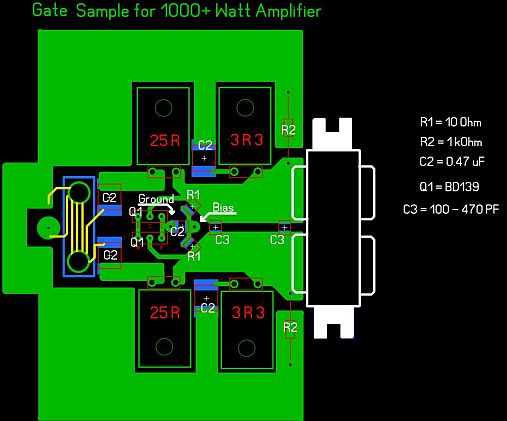 Gate Sample for 1000+ Watt Amplifier
25R
C2
3R3
R2
R1 = 10 Ohm
R2 = 1kOhm
C2 = 0.47 uF
Q1 = BD139
C3 = 100 - 470 PF
C2
Ground
R1
Q1
Bias
C2
C3
C3
Q1
C2
R1
25R
C2
3R3
R2